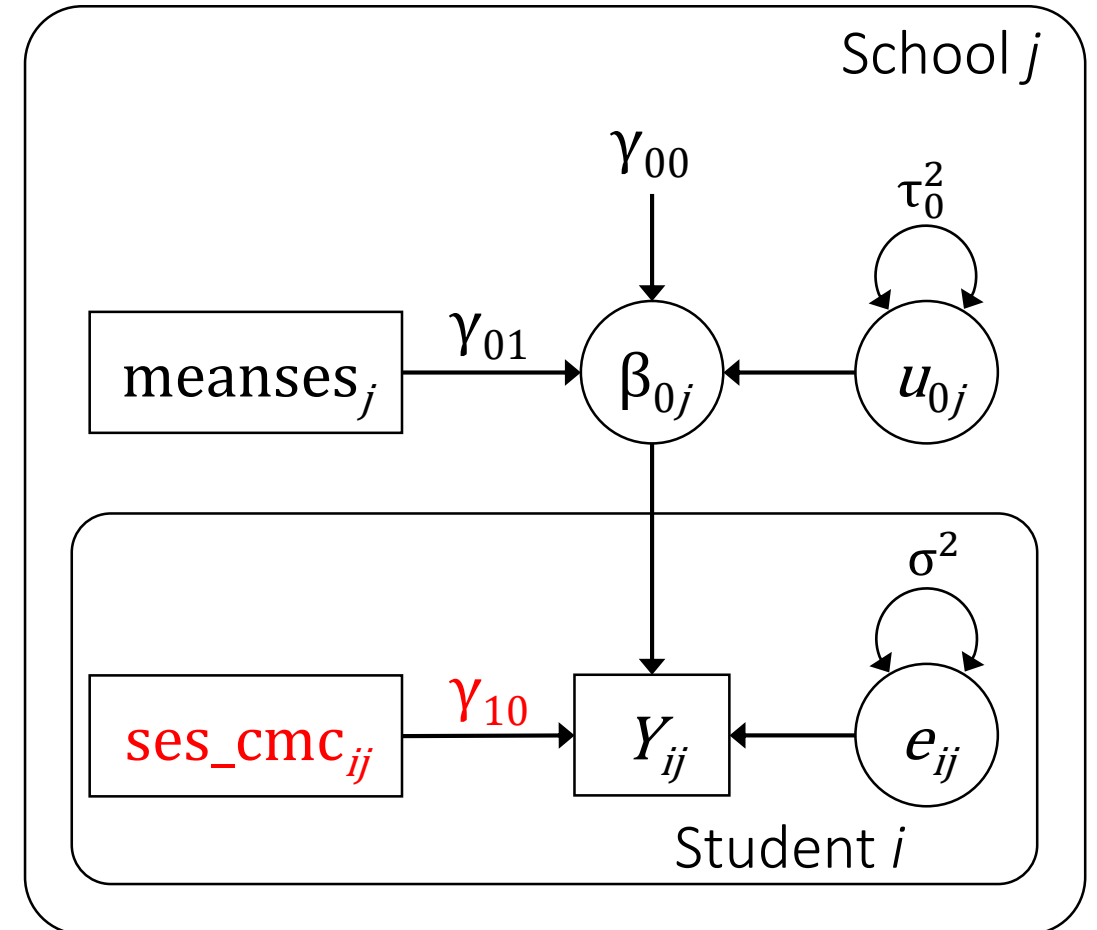 School j
γ₀₀
τ₀²
meansesⱼ
γ₀₁
β₀ⱼ
u₀ⱼ
σ²
ses_cmcᵢⱼ
γ₁₀
Yᵢⱼ
eᵢⱼ
Student i